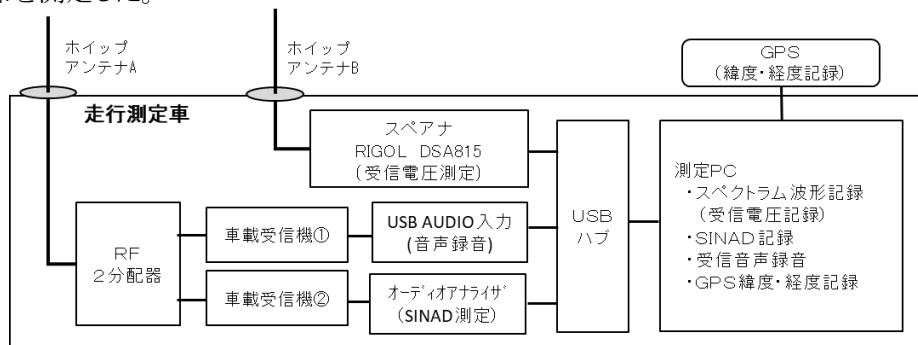 ホイップ
アンテナA
ホイップ
アンテナB
GPS
(緯度・経度記録)
走行測定車
スペアナ
RIGOL DSA815
(受信電圧測定)
RF
2分配器
車載受信機①
USB AUDIO入力
(音声録音)
車載受信機②
オーディオアナライザ
(SINAD測定)
USB
ハブ
測定PC
・スペクトラム波形記録
(受信電圧記録)
・SINAD記録
・受信音声録音
・GPS緯度・経度記録